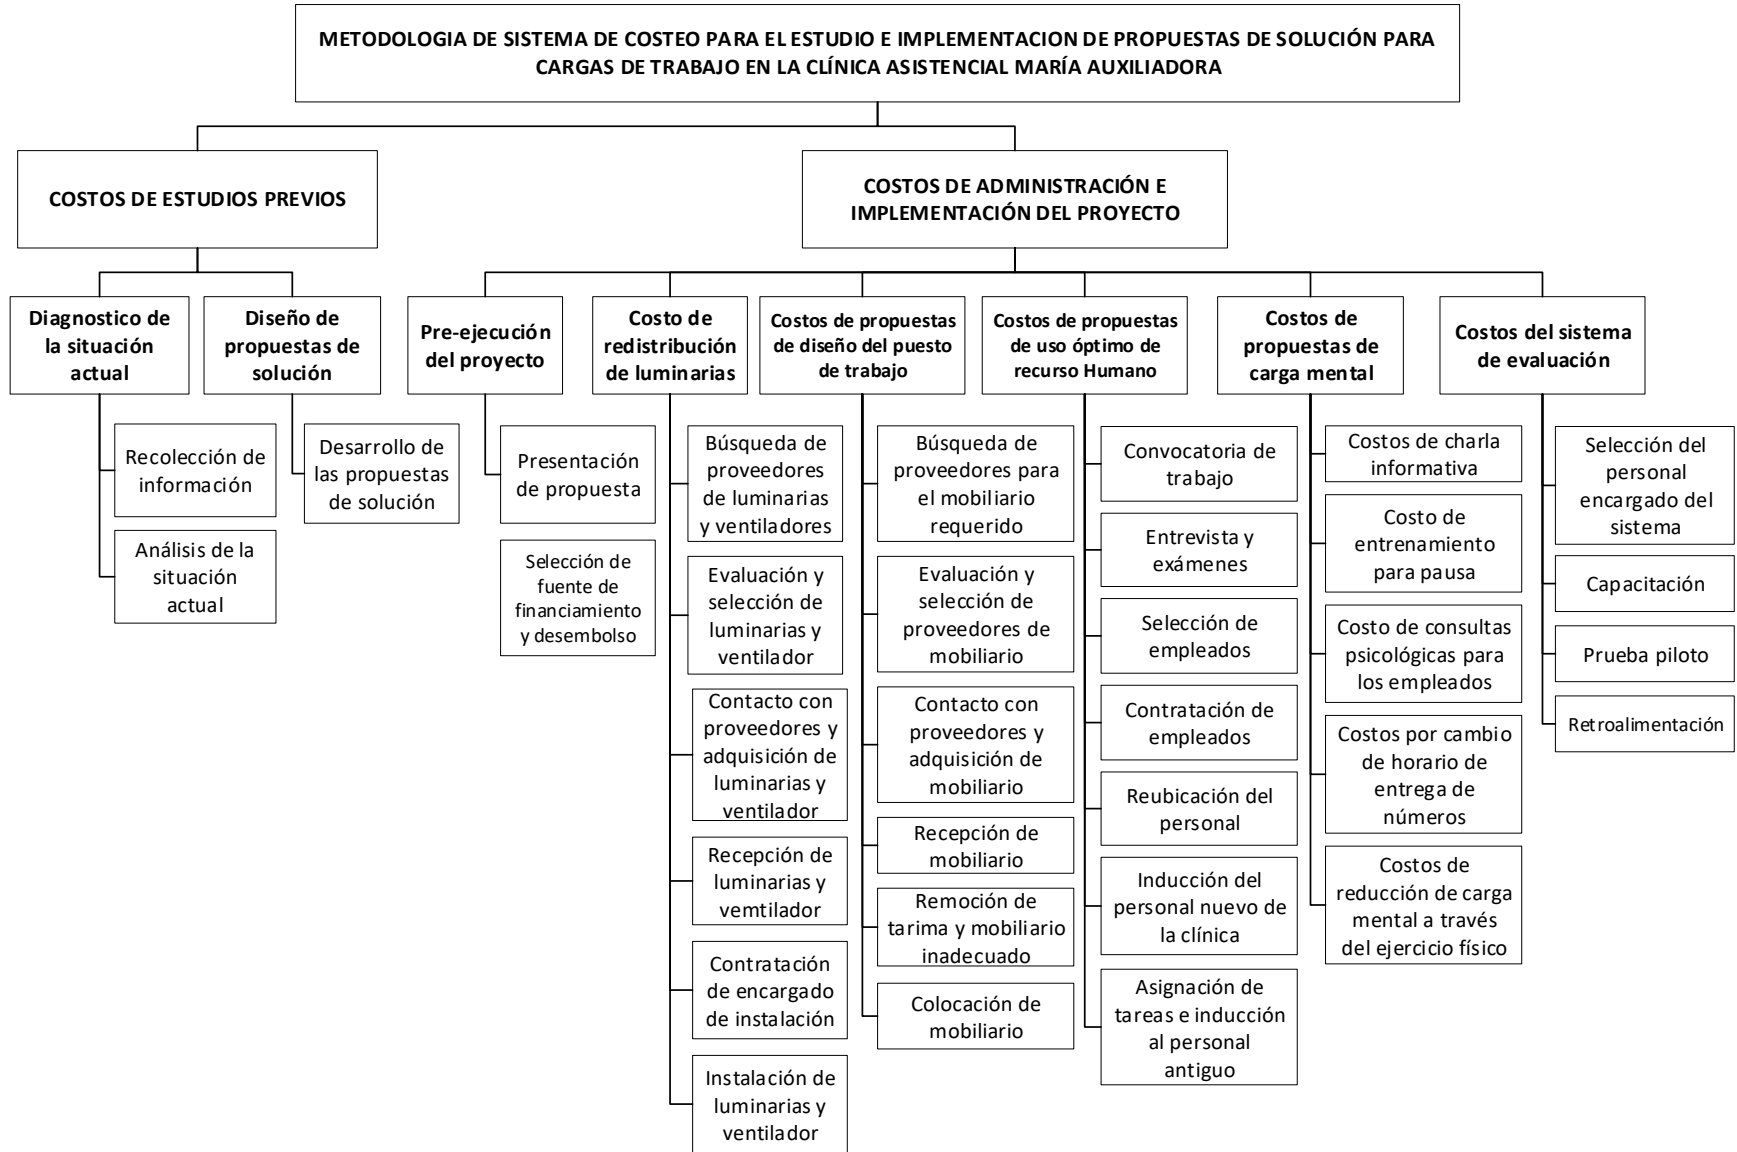 METODOLOGIA DE SISTEMA DE COSTEO PARA EL ESTUDIO E IMPLEMENTACION DE PROPUESTAS DE SOLUCIÓN PARA
CARGAS DE TRABAJO EN LA CLÍNICA ASISTENCIAL MARÍA AUXILIADORA
COSTOS DE ESTUDIOS PREVIOS
COSTOS DE ADMINISTRACIÓN E
IMPLEMENTACIÓN DEL PROYECTO
Diagnostico de
la situación
actual
Diseño de
propuestas de
solución
Pre-ejecución
del proyecto
Costo de
redistribución
de luminarias
Costos de propuestas
de diseño del puesto
de trabajo
Costos de propuestas
de uso óptimo de
recurso Humano
Costos de
propuestas de
carga mental
Costos del sistema
de evaluación
Recolección de
información
Análisis de la
situación
actual
Desarrollo de
las propuestas
de solución
Presentación
de propuesta
Selección de
fuente de
financiamiento
y desembolso
Búsqueda de
proveedores
de luminarias
y ventiladores
Evaluación y
selección de
luminarias y
ventilador
Contacto con
proveedores y
adquisición de
luminarias y
ventilador
Recepción de
luminarias y
vemtilador
Contratación
de encargado
de instalación
Instalación de
luminarias y
ventilador
Búsqueda de
proveedores para
el mobiliario
requerido
Evaluación y
selección de
proveedores de
mobiliario
Contacto con
proveedores y
adquisición de
mobiliario
Recepción de
mobiliario
Remoción de
tarima y mobiliario
inadecuado
Colocación de
mobiliario
Convocatoria de
trabajo
Entrevista y
exámenes
Selección de
empleados
Contratación de
empleados
Reubicación del
personal
Inducción del
personal nuevo de
la clínica
Asignación de
tareas e inducción
al personal
antiguo
Costos de charla
informativa
Costo de
entrenamiento
para pausa
Costo de consultas
psicológicas para
los empleados
Costos por cambio
de horario de
entrega de
números
Costos de
reducción de carga
mental a través
del ejercicio físico
Selección del
personal
encargado del
sistema
Capacitación
Prueba piloto
Retroalimentación